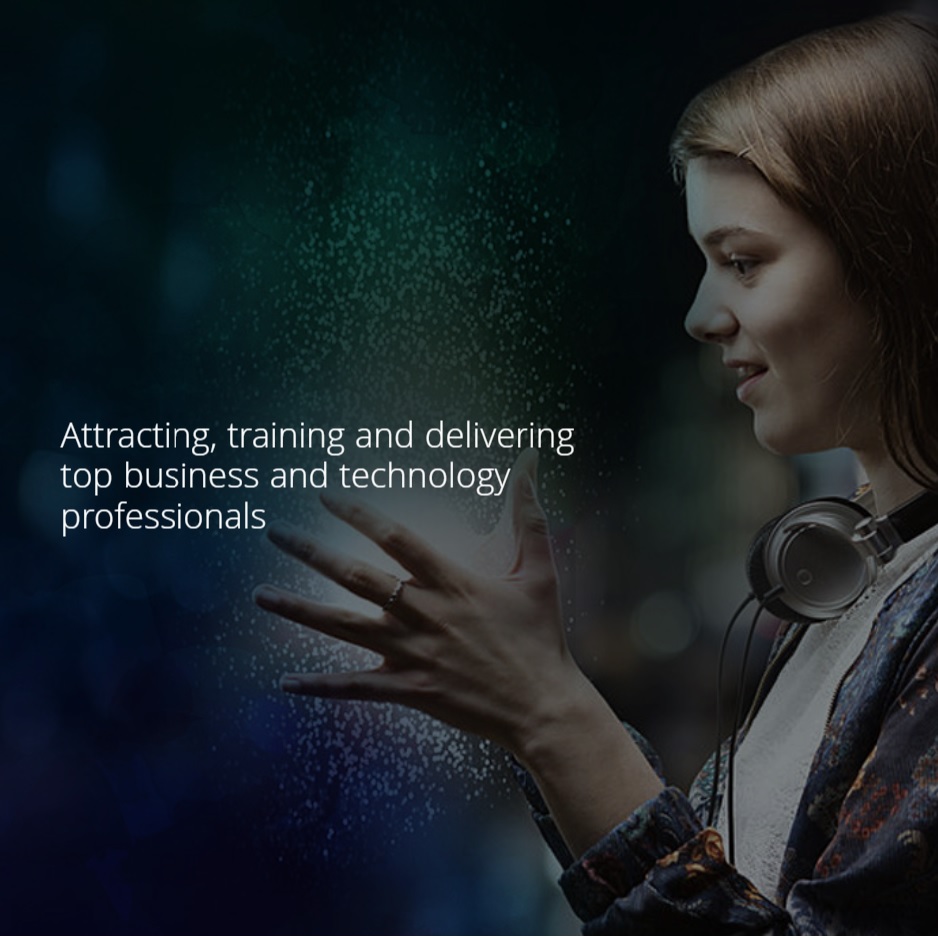 Attracting, training and delivering
top business and technology
professionals